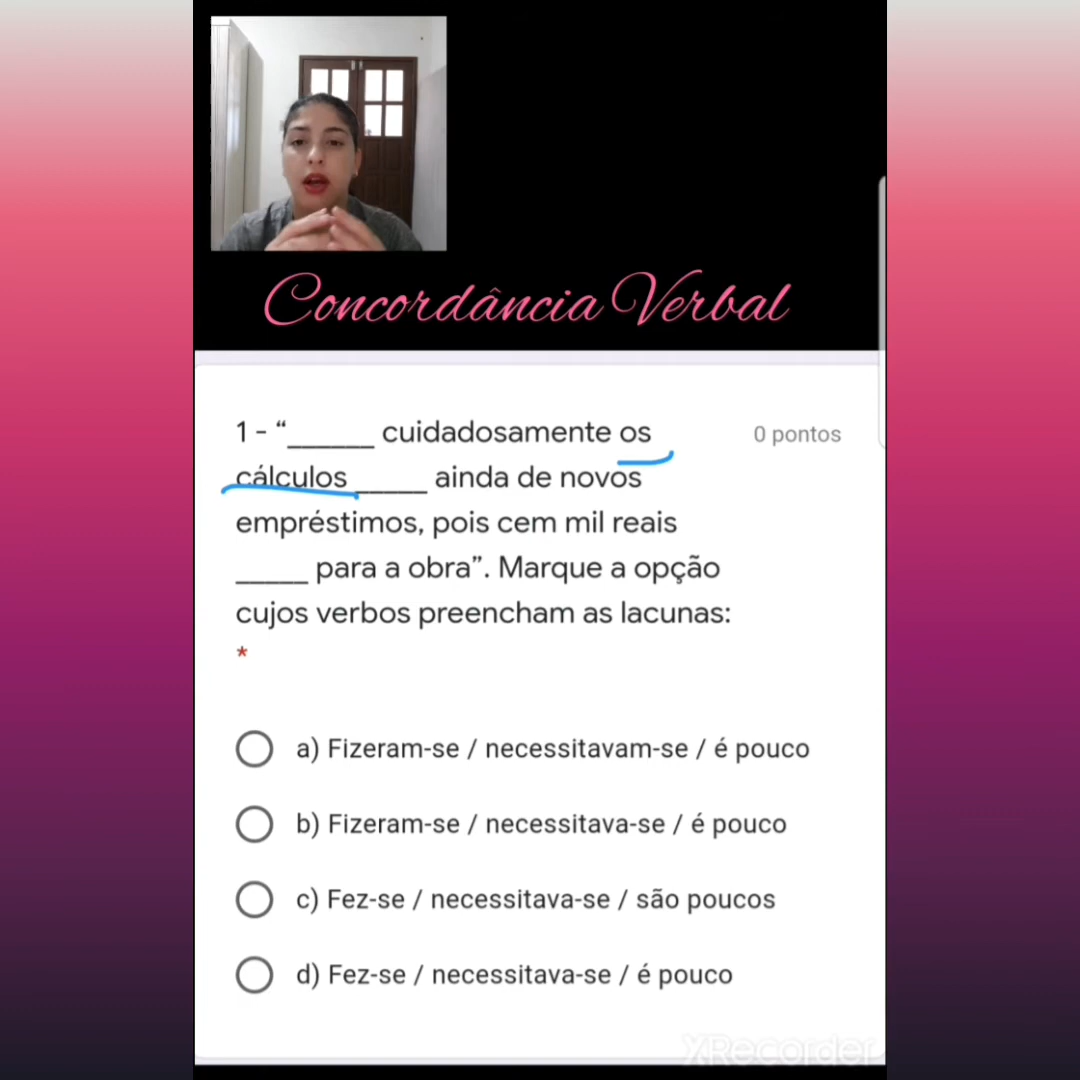 Concordância Verbal
1 - “______ cuidadosamente os
0 pontos
cálculos _____ ainda de novos
empréstimos, pois cem mil reais
_____ para a obra”. Marque a opção
cujos verbos preencham as lacunas:
*
a) Fizeram-se / necessitavam-se / é pouco
b) Fizeram-se / necessitava-se / é pouco
c) Fez-se / necessitava-se / são poucos
d) Fez-se / necessitava-se / é pouco
XRecorder